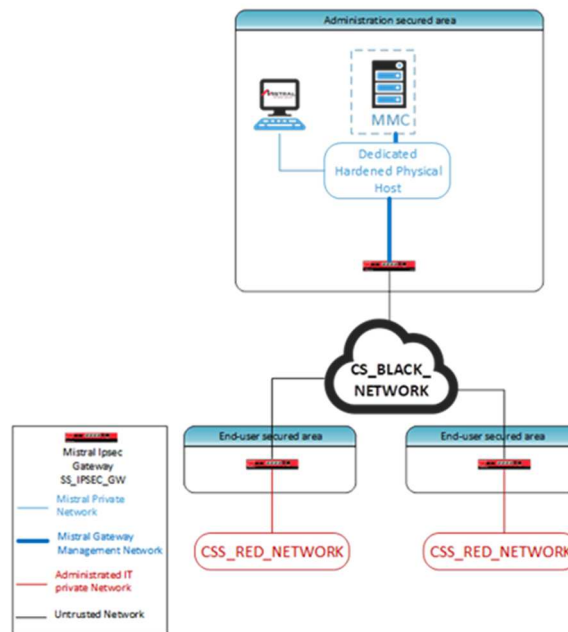 Administration secured area
MISTRAL
MMC
Dedicated
Hardened Physical
Host
CS_BLACK_
NETWORK
End-user secured area
End-user secured area
CSS_RED_NETWORK
CSS_RED_NETWORK
Mistral Ipsec
Gateway
SS_IPSEC_GW
Mistral Private
Network
Mistral Gateway
Management Network
Administrated IT
private Network
Untrusted Network